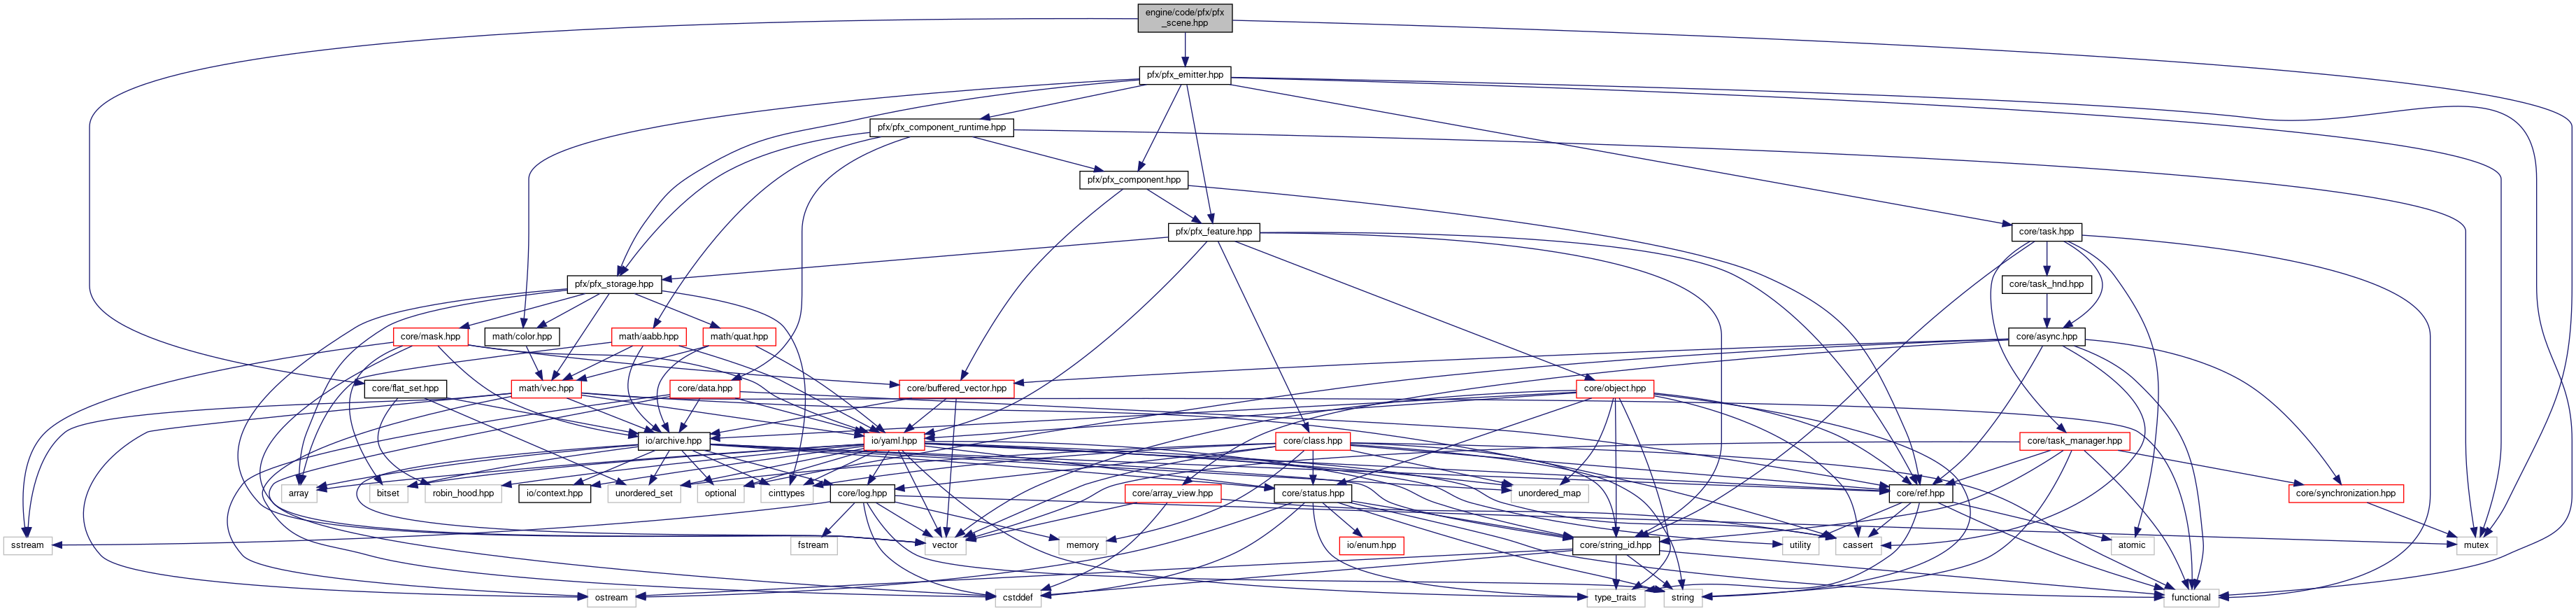 engine/code/pfx/pfx
_scene.hpp
pfx/pfx_emitter.hpp
pfx/pfx_component_runtime.hpp
pfx/pfx_component.hpp
pfx/pfx_feature.hpp
core/task.hpp
pfx/pfx_storage.hpp
core/task_hnd.hpp
core/mask.hpp
math/color.hpp
math/aabb.hpp
math/quat.hpp
core/async.hpp
core/flat_set.hpp
math/vec.hpp
core/data.hpp
core/buffered_vector.hpp
core/object.hpp
io/archive.hpp
io/yaml.hpp
core/class.hpp
core/task_manager.hpp
array
bitset
robin_hood.hpp
io/context.hpp
unordered_set
optional
cinttypes
core/log.hpp
core/array_view.hpp
core/status.hpp
unordered_map
core/ref.hpp
core/synchronization.hpp
sstream
fstream
vector
memory
io/enum.hpp
core/string_id.hpp
utility
cassert
atomic
mutex
ostream
cstddef
type_traits
string
functional